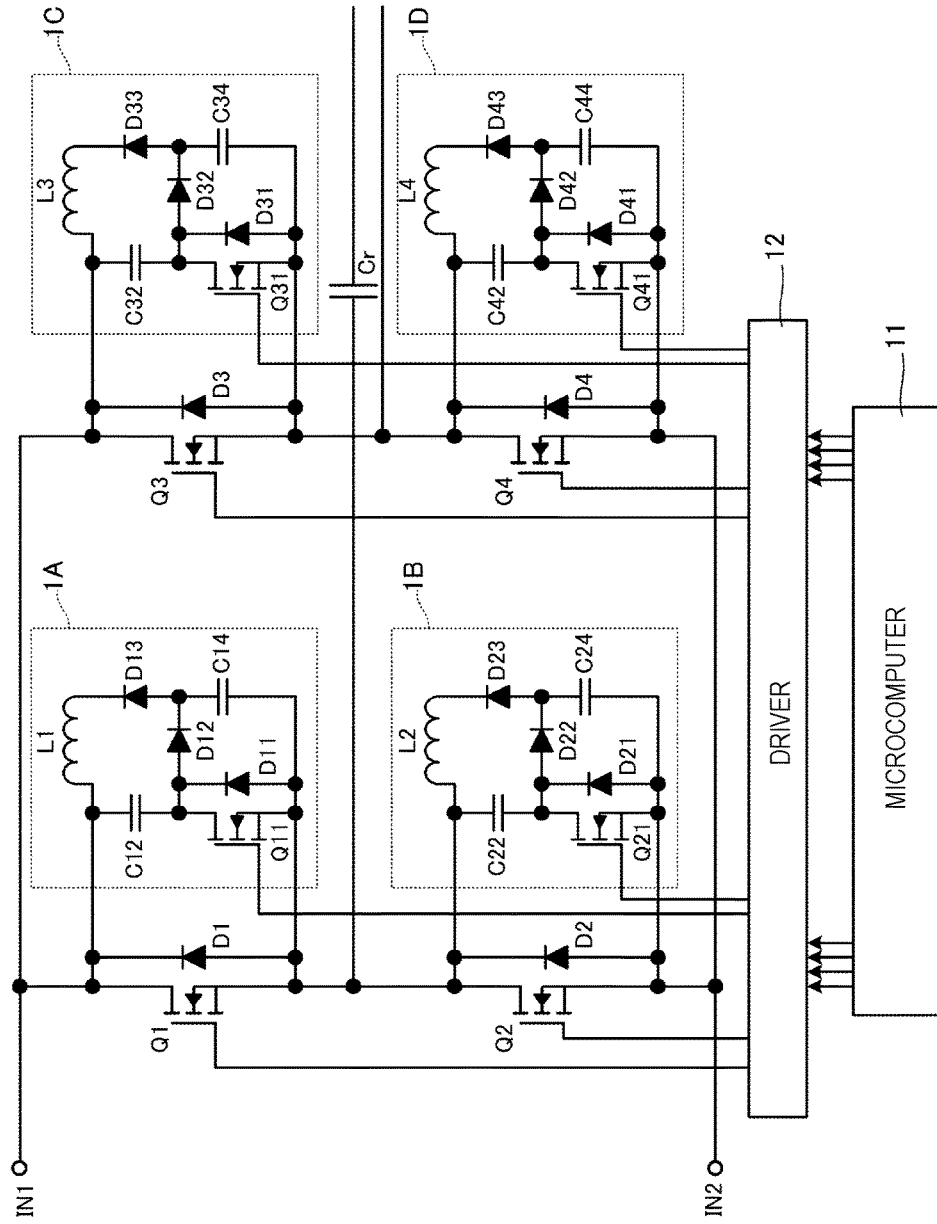 IN1
IN2
1A
L1
D13
C12
D12
C14
D11
Q11
D1
Q1
1B
L2
D23
C22
D22
C24
D21
Q21
D2
Q2
1C
L3
D33
C32
D32
C34
D31
Q31
D3
Q3
Cr
1D
L4
D43
C42
D42
C44
D41
Q41
D4
Q4
DRIVER
12
MICROCOMPUTER
11